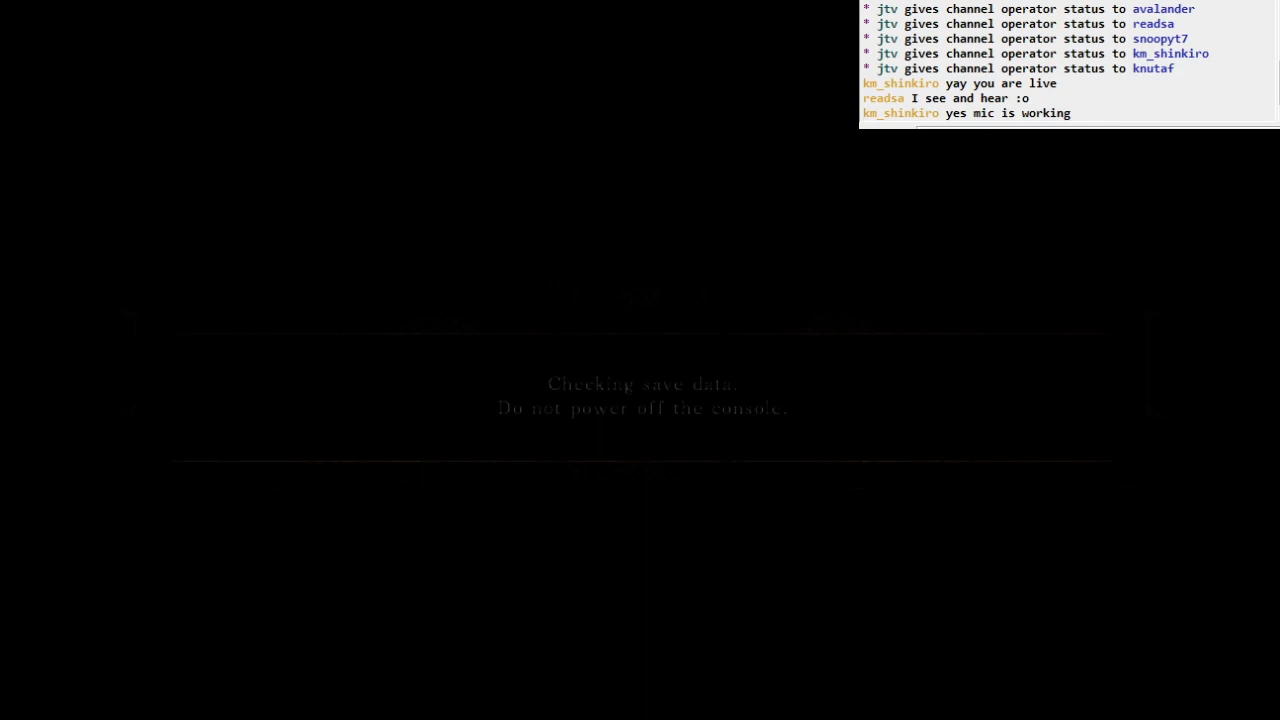 * jtv gives channel operator status to avalander
* jtv gives channel operator status to readsa
* jtv gives channel operator status to snoopyt7
* jtv gives channel operator status to km_shinkiro
* jtv gives channel operator status to knutaf
km_shinkiro yay you are live
readsa I see and hear :o
km_shinkiro yes mic is working
Checking save data.
Do not power off the console.